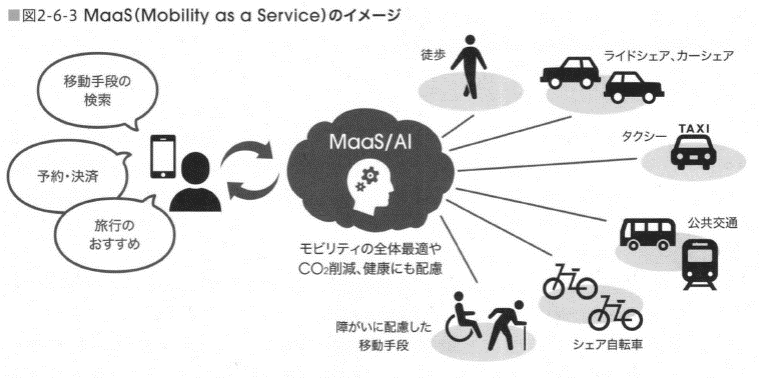 ■図2-6-3 MaaS(Mobility as a Service)のイメージ
移動手段の
検索
予約・決済
旅行の
おすすめ
MaaS/AI
モビリティの全体最適や
CO₂削減、健康にも配慮
徒歩
ライドシェア、カーシェア
タクシー
TAXI
公共交通
シェア自転車
障がいに配慮した
移動手段